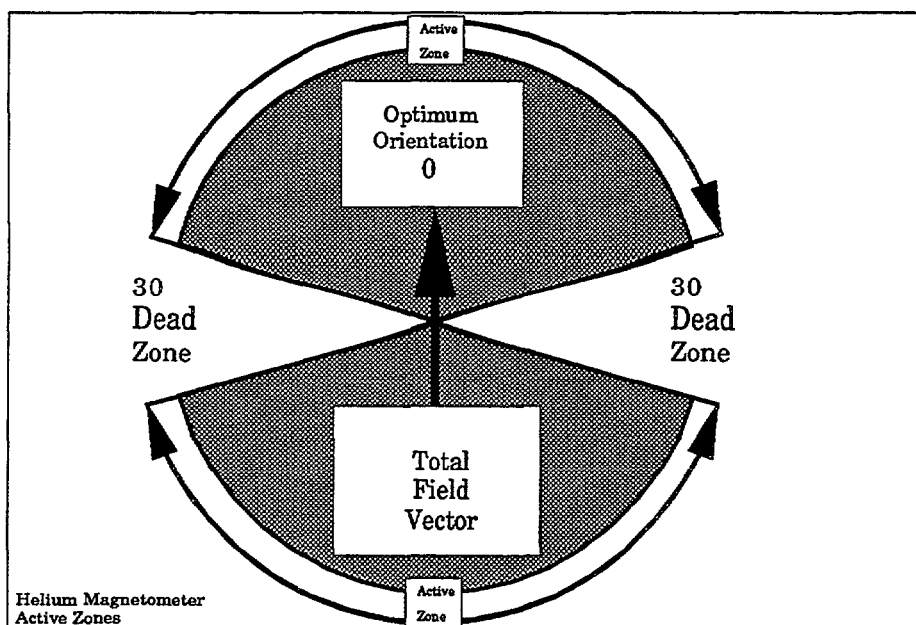 Active
Zone
Optimum
Orientation
0
30
Dead
Zone
30
Dead
Zone
Total
Field
Vector
Active
Zone
Helium Magnetometer
Active Zones